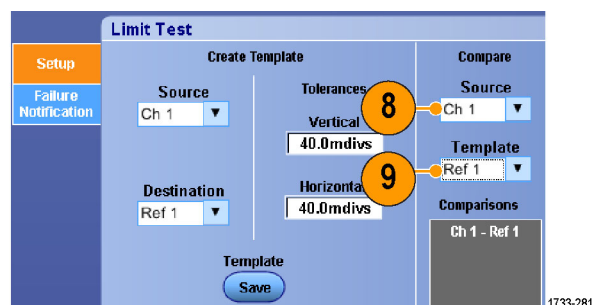 Limit Test
Setup
Failure
Notification
Create Template
Source
Ch 1
Destination
Ref 1
Tolerances
Vertical
40.0mdivs
Horizonta
40.0mdivs
Template
Save
Compare
8
Source
Ch 1
9
Template
Ref 1
Comparisons
Ch 1 - Ref 1
1733-281